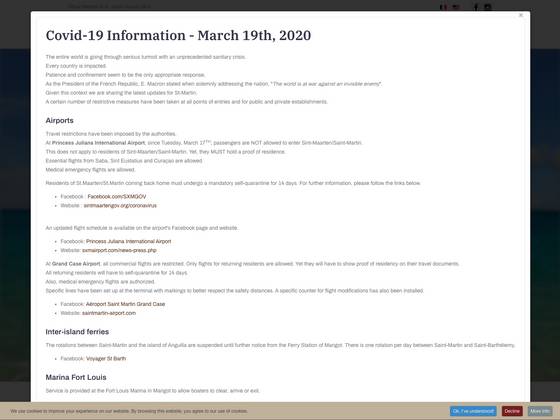 ×
Covid-19 Information - March 19th, 2020
The entire world is going through serious turmoil with an unprecedented sanitary crisis.
Every country is impacted.
Patience and confinement seem to be the only appropriate response.
As the President of the French Republic, E. Macron stated when solemnly addressing the nation, "The world is at war against an invisible enemy".
Given this context we are sharing the latest updates for St-Martin.
A certain number of restrictive measures have been taken at all points of entries and for public and private establishments.
Airports
Travel restrictions have been imposed by the authorities.
At Princess Juliana International Airport, since Tuesday, March 17TH, passengers are NOT allowed to enter Sint-Maarten/Saint-Martin.
This does not apply to residents of Sint-Maarten/Saint-Martin. Yet, they MUST hold a proof of residence.
Essential flights from Saba, Sint Eustatius and Curaçao are allowed.
Medical emergency flights are allowed.
Residents of St.Maarten/St.Martin coming back home must undergo a mandatory self-quarantine for 14 days. For further information, please follow the links below.
• Facebook : Facebook.com/SXMGOV
• Website : sintmaartengov.org/coronavirus
An updated flight schedule is available on the airport's Facebook page and website.
• Facebook: Princess Juliana International Airport
• Website: sxmairport.com/news-press.php
At Grand Case Airport, all commercial flights are restricted. Only flights for returning residents are allowed. Yet they will have to show proof of residency on their travel documents.
All returning residents will have to self-quarantine for 14 days.
Also, medical emergency flights are authorized.
Specific lines have been set up at the terminal with markings to better respect the safety distances. A specific counter for flight modifications has also been installed.
• Facebook: Aéroport Saint Martin Grand Case
• Website: saintmartin-airport.com
Inter-island ferries
The rotations between Saint-Martin and the island of Anguilla are suspended until further notice from the Ferry Station of Marigot. There is one rotation per day between Saint-Martin and Saint-Barthelemy.
• Facebook: Voyager St Barth
Marina Fort Louis
Service is provided at the Fort Louis Marina in Marigot to allow boaters to clear, arrive or exit.
We use cookies to improve your experience on our website. By browsing this website, you agree to our use of cookies.
Ok, I've understood!
Decline
More Info